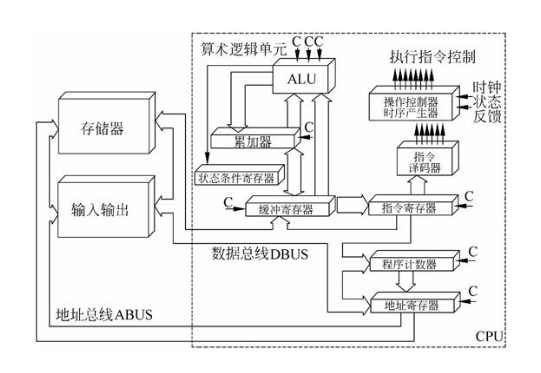 算术逻辑单元
C CC
ALU
执行指令控制
操作控制器
时序产生器
时钟
状态
反馈
存储器
累加器
C
指令
译码器
状态条件寄存器
输入输出
C
缓冲寄存器
指令寄存器
C
数据总线DBUS
程序计数器
C
地址总线ABUS
地址寄存器
C
CPU